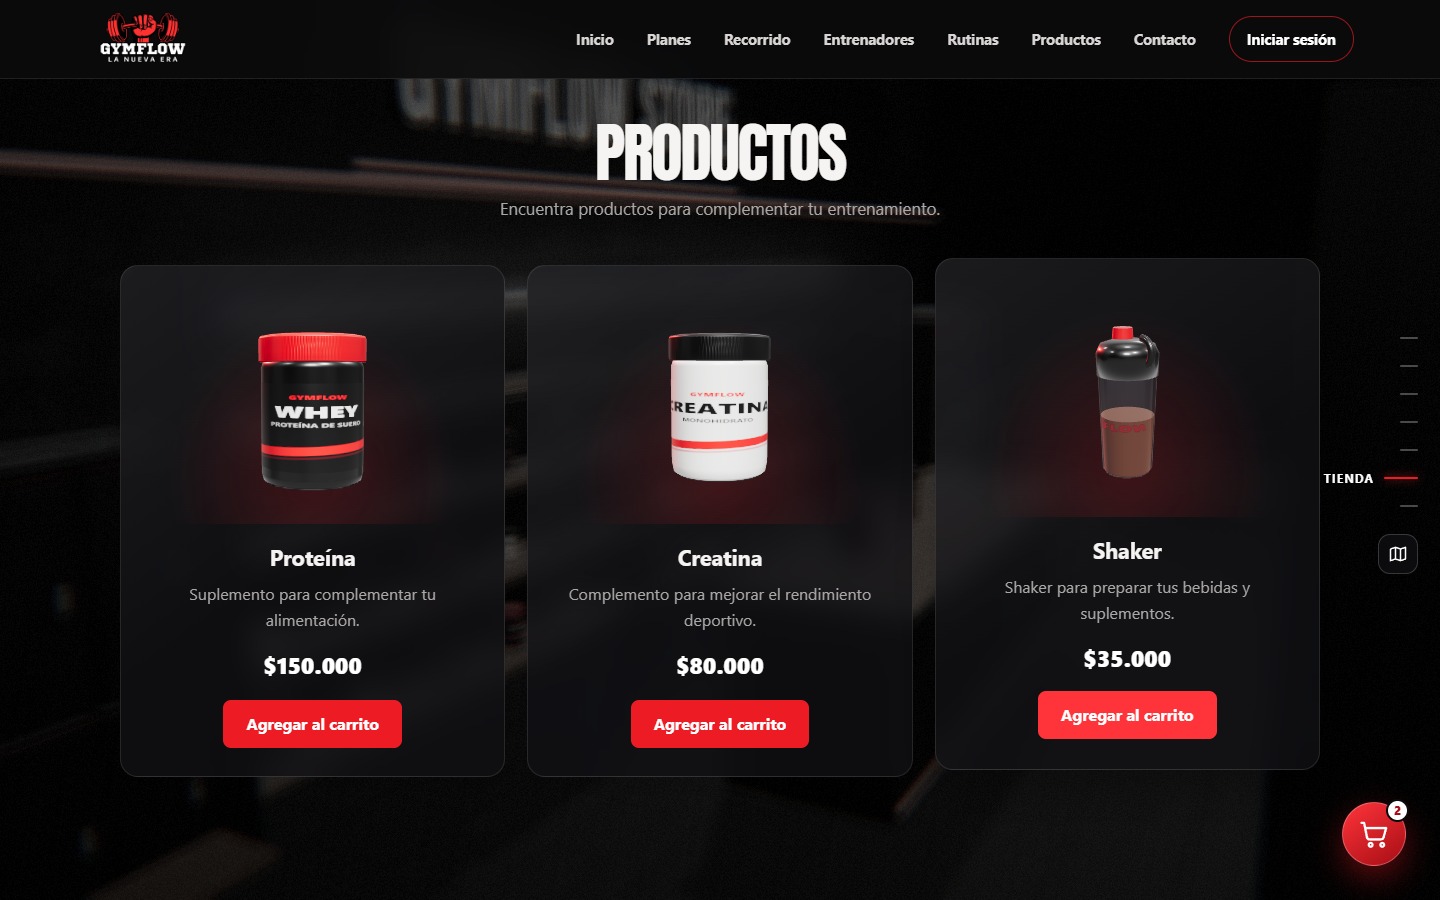 GYMFLOW
LA NUEVA ERA
Inicio
Planes
Recorrido
Entrenadores
Rutinas
Productos
Contacto
Iniciar sesión
GYMFLOW STORE
PRODUCTOS
Encuentra productos para complementar tu entrenamiento.
GYMFLOW
WHEY
PROTEÍNA DE SUERO
GYMFLOW
CREATINA
MONOHIDRATO
Proteína
Suplemento para complementar tu
alimentación.
$150.000
Agregar al carrito
Creatina
Complemento para mejorar el rendimiento
deportivo.
$80.000
Agregar al carrito
Shaker
Shaker para preparar tus bebidas y
suplementos.
$35.000
Agregar al carrito
TIENDA
2